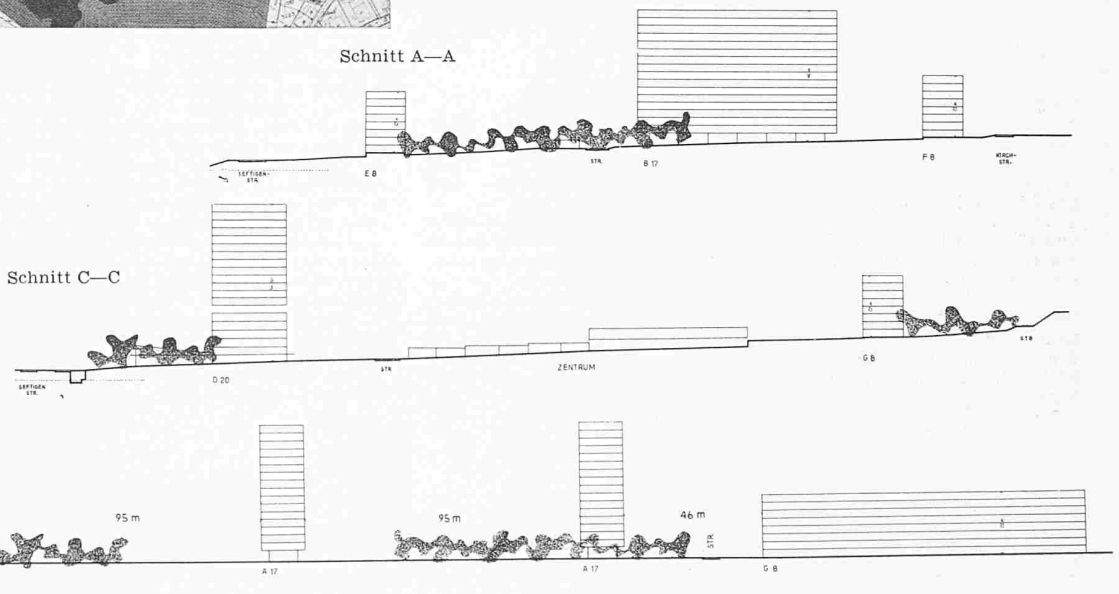 Schnitt A—A
SEFTIGEN-
STR.
E 8
STR.
B 17
F 8
KIRCH-
STR.
Schnitt C—C
SEFTIGEN
STR.
D 20
STR.
ZENTRUM
G 8
STR
95 m
95 m
46 m
STR.
A 17
A 17
G 8